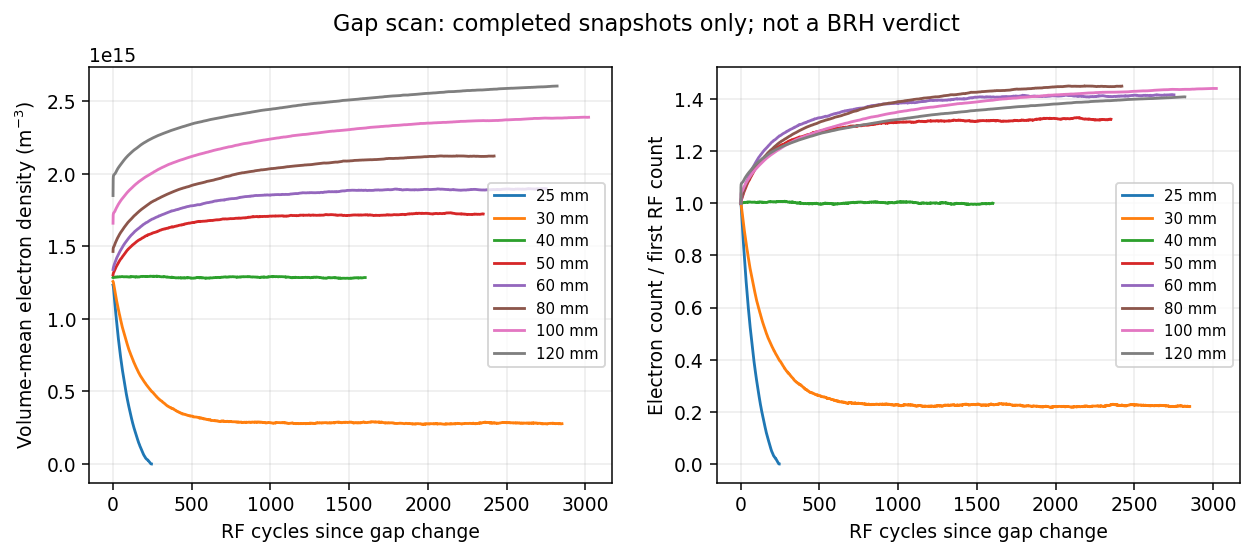 Gap scan: completed snapshots only; not a BRH verdict
1e15
Volume-mean electron density (m⁻³)
2.5
2.0
1.5
1.0
0.5
0.0
0 500 1000 1500 2000 2500 3000
RF cycles since gap change
25 mm
30 mm
40 mm
50 mm
60 mm
80 mm
100 mm
120 mm
Electron count / first RF count
1.4
1.2
1.0
0.8
0.6
0.4
0.2
0.0
0 500 1000 1500 2000 2500 3000
RF cycles since gap change
25 mm
30 mm
40 mm
50 mm
60 mm
80 mm
100 mm
120 mm